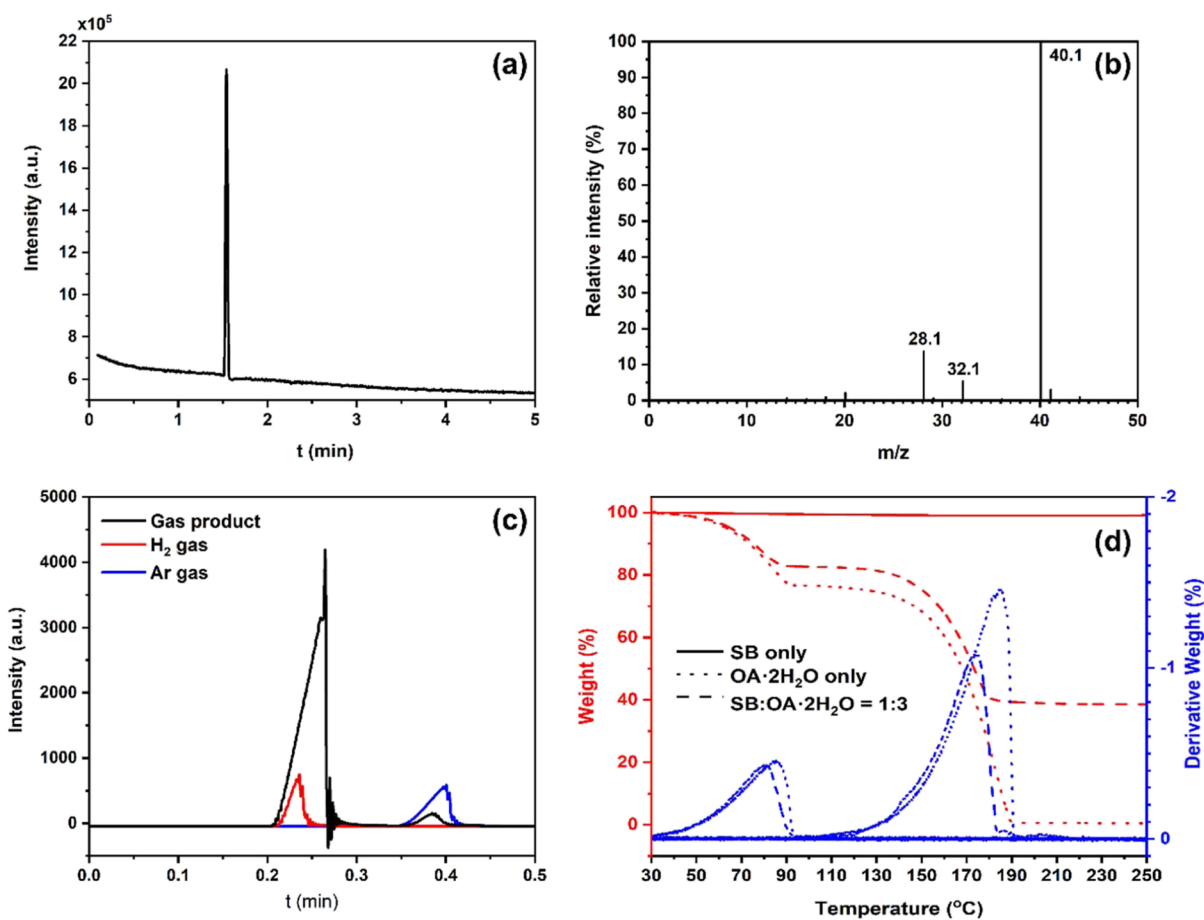 x10⁵
(a)
22
20
18
16
14
12
10
8
6
Intensity (a.u.)
0 1 2 3 4 5
t (min)
(b)
100
90
80
70
60
50
40
30
20
10
0
Relative intensity (%)
40.1
28.1
32.1
0 10 20 30 40 50
m/z
(c)
5000
4000
3000
2000
1000
0
Intensity (a.u.)
Gas product
H₂ gas
Ar gas
0.0 0.1 0.2 0.3 0.4 0.5
t (min)
(d)
100
80
60
40
20
0
Weight (%)
SB only
OA·2H₂O only
SB:OA·2H₂O = 1:3
-2
-1
0
Derivative Weight (%)
30 50 70 90 110 130 150 170 190 210 230 250
Temperature (°C)